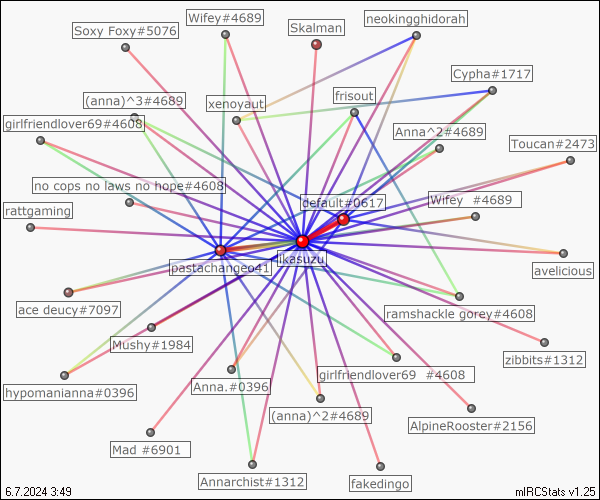 Wifey#4689
neokingghidorah
Soxy Foxy#5076
Skalman
Cypha#1717
frisout
(anna)^3#4689
xenoyaut
girlfriendlover69#4608
Anna^2#4689
Toucan#2473
no cops no laws no hope#4608
default#0617
Wifey   #4689
rattgaming
ikasuzu
pastachangeo41
avelicious
ace deucy#7097
ramshackle gorey#4608
Mushy#1984
zibbits#1312
girlfriendlover69  #4608
hypomanianna#0396
Anna.#0396
(anna)^2#4689
AlpineRooster#2156
Mad  #6901
Annarchist#1312
fakedingo
6.7.2024 3:49
mIRCStats v1.25